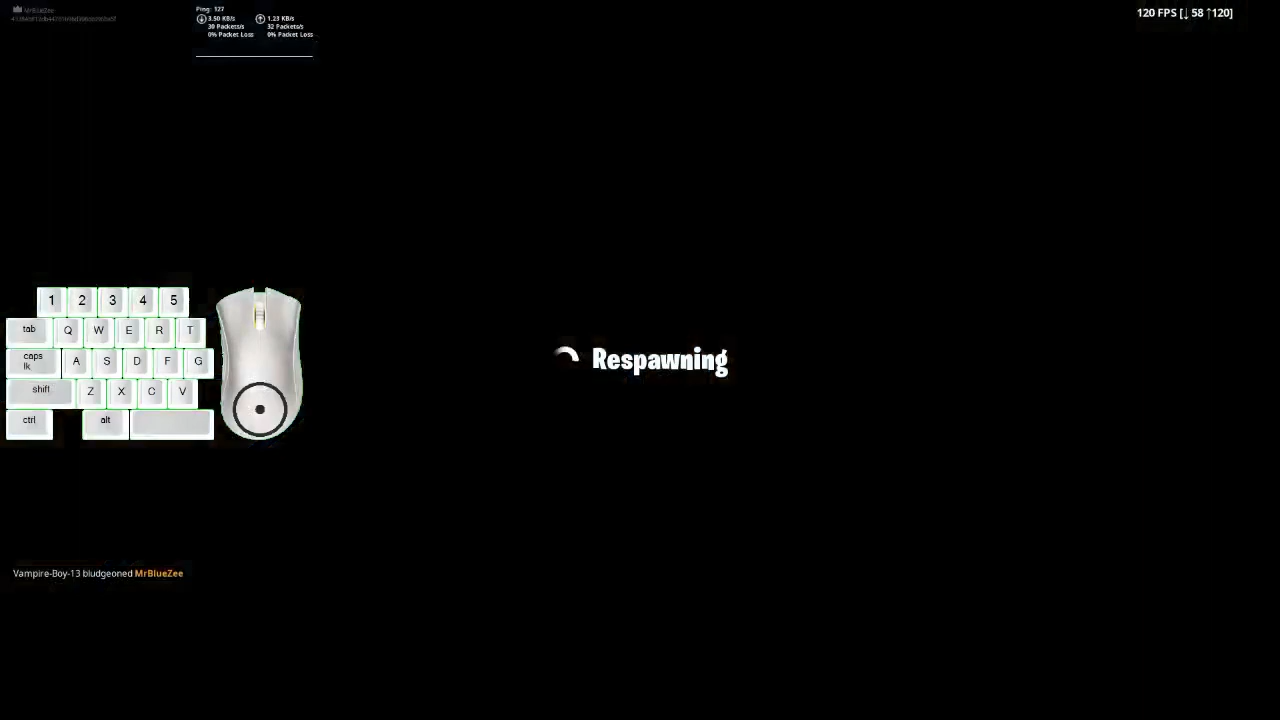 MrBlueZee
Ping: 127
3.50 KB/s 1.23 KB/s
30 Packets/s 32 Packets/s
0% Packet Loss 0% Packet Loss
120 FPS [↓ 58 ↑120]
1 2 3 4 5
tab Q W E R T
caps
lk A S D F G
shift Z X C V
ctrl alt
Respawning
Vampire-Boy-13 bludgeoned MrBlueZee